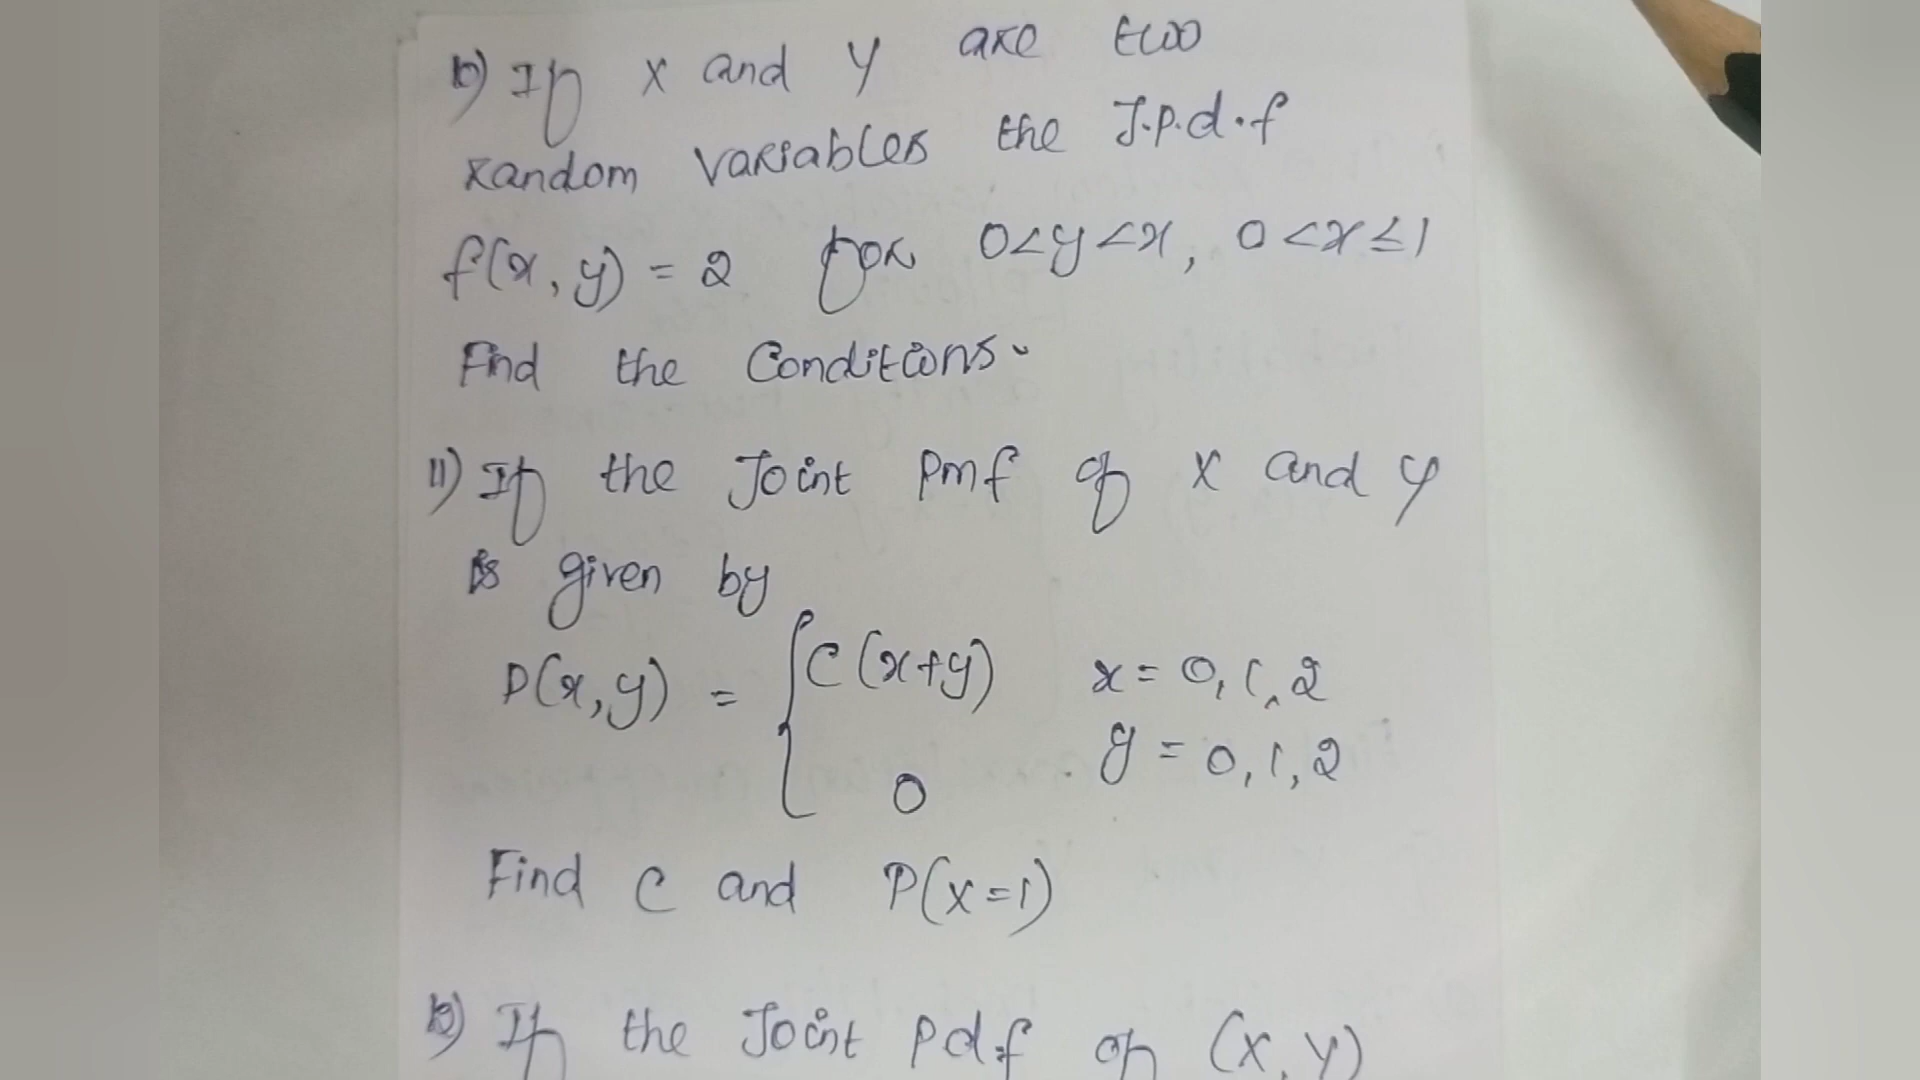 10) If X and Y are two
random variables the J.p.d.f
f(x, y) = 2 for 0<y<x, 0<x≤1
Find the Conditions.
11) If the Joint Pmf of X and Y
is given by
P(x,y) = { C(x+y) x = 0,1,2
y = 0,1,2
0
Find C and P(X=1)
If the Joint Pd.f of (X, Y)